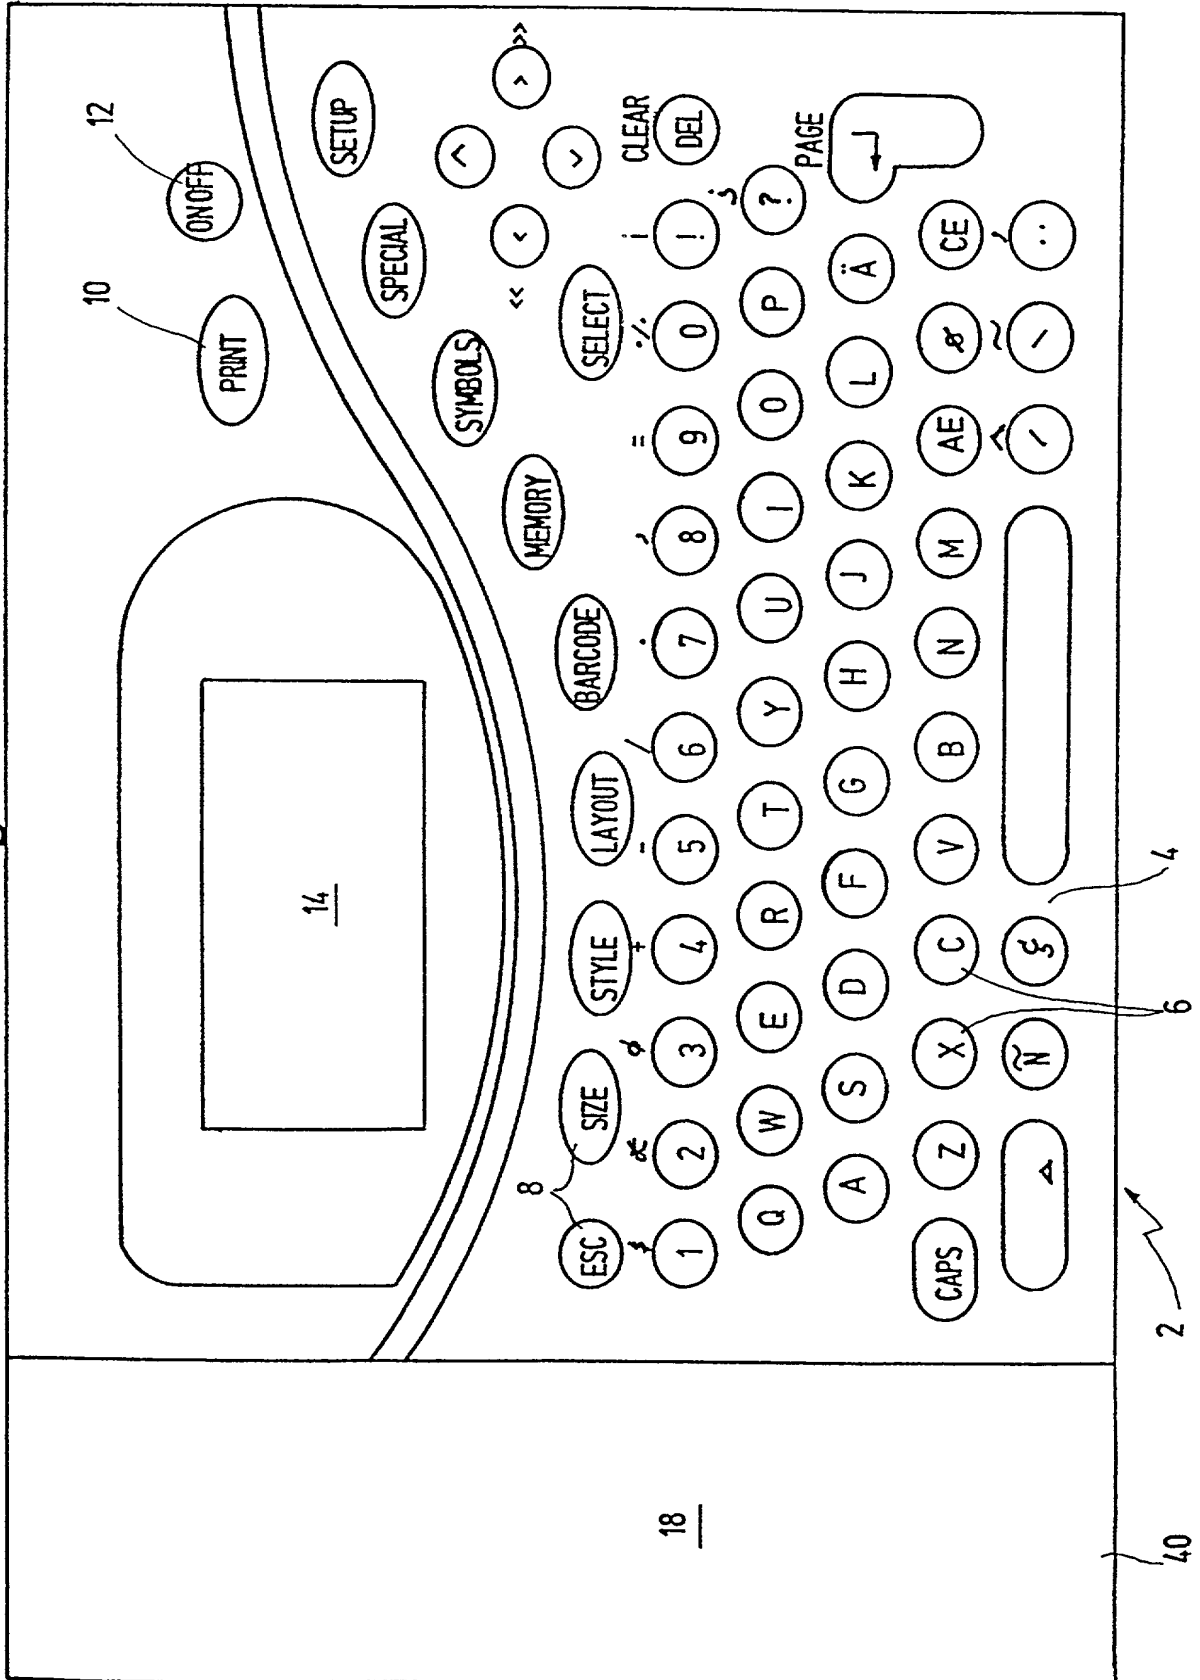 12
10
ON OFF
PRINT
14
SETUP
SPECIAL
SYMBOLS
MEMORY
BARCODE
LAYOUT
STYLE
SIZE
ESC
8
^
< >
v
<< >>
SELECT
CLEAR
+ - / . , = % ¡
1 2 3 4 5 6 7 8 9 0 ! DEL
¿
Q W E R T Y U I O P ?
PAGE
A S D F G H J K L Ä
CAPS Z X C V B N M AE Ø CE
^ ~ ,
Ñ Ç / \ ..
18
2
6
4
40